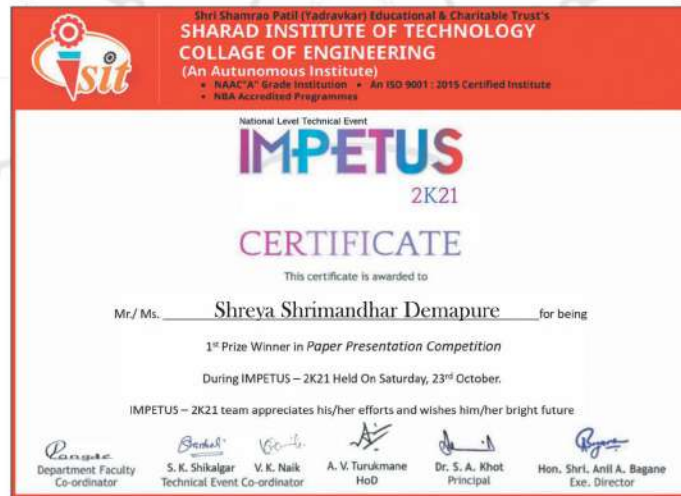 Shri Shamrao Patil (Yadravkar) Educational & Charitable Trust's
SHARAD INSTITUTE OF TECHNOLOGY
COLLAGE OF ENGINEERING
(An Autonomous Institute)
• NAAC"A" Grade Institution • An ISO 9001 : 2015 Certified Institute
• NBA Accredited Programmes
sit
National Level Technical Event
IMPETUS
2K21
CERTIFICATE
This certificate is awarded to
Mr./ Ms. Shreya Shrimandhar Demapure for being
1st Prize Winner in Paper Presentation Competition
During IMPETUS – 2K21 Held On Saturday, 23rd October.
IMPETUS – 2K21 team appreciates his/her efforts and wishes him/her bright future
Department Faculty Co-ordinator
S. K. Shikalgar V. K. Naik
Technical Event Co-ordinator
A. V. Turukmane
HoD
Dr. S. A. Khot
Principal
Hon. Shri. Anil A. Bagane
Exe. Director